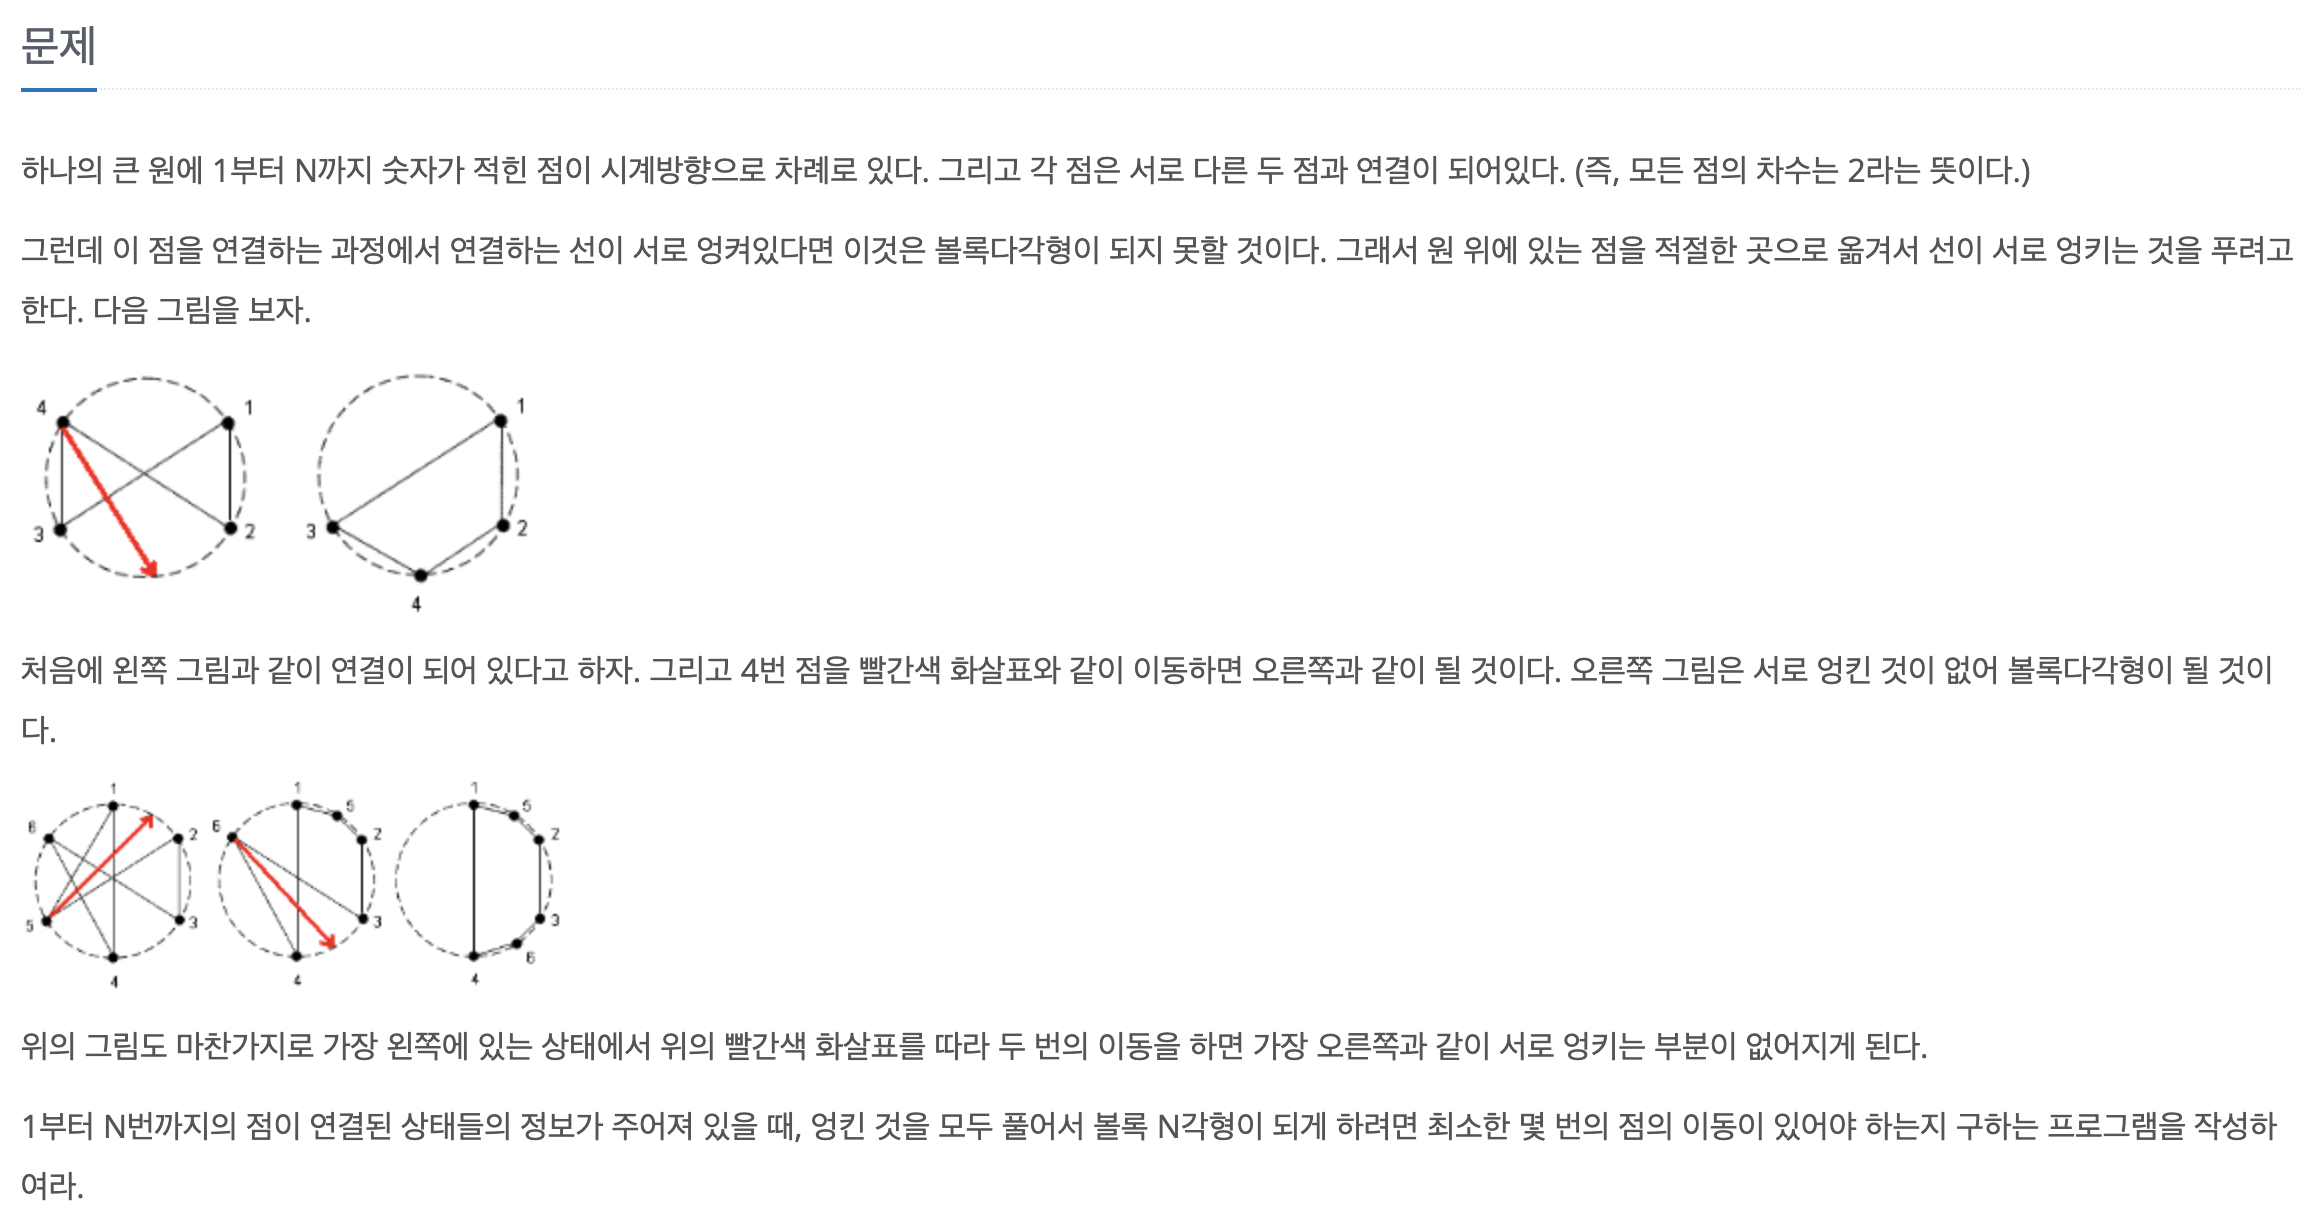 문제
하나의 큰 원에 1부터 N까지 숫자가 적힌 점이 시계방향으로 차례로 있다. 그리고 각 점은 서로 다른 두 점과 연결이 되어있다. (즉, 모든 점의 차수는 2라는 뜻이다.)
그런데 이 점을 연결하는 과정에서 연결하는 선이 서로 엉켜있다면 이것은 볼록다각형이 되지 못할 것이다. 그래서 원 위에 있는 점을 적절한 곳으로 옮겨서 선이 서로 엉키는 것을 푸려고
한다. 다음 그림을 보자.
4 1 1
3 2 3 2
4
처음에 왼쪽 그림과 같이 연결이 되어 있다고 하자. 그리고 4번 점을 빨간색 화살표와 같이 이동하면 오른쪽과 같이 될 것이다. 오른쪽 그림은 서로 엉킨 것이 없어 볼록다각형이 될 것이
다.
1 1 5 1 5
6 2 6 2 2
5 3 3 3
4 4 4 6
위의 그림도 마찬가지로 가장 왼쪽에 있는 상태에서 위의 빨간색 화살표를 따라 두 번의 이동을 하면 가장 오른쪽과 같이 서로 엉키는 부분이 없어지게 된다.
1부터 N번까지의 점이 연결된 상태들의 정보가 주어져 있을 때, 엉킨 것을 모두 풀어서 볼록 N각형이 되게 하려면 최소한 몇 번의 점의 이동이 있어야 하는지 구하는 프로그램을 작성하
여라.